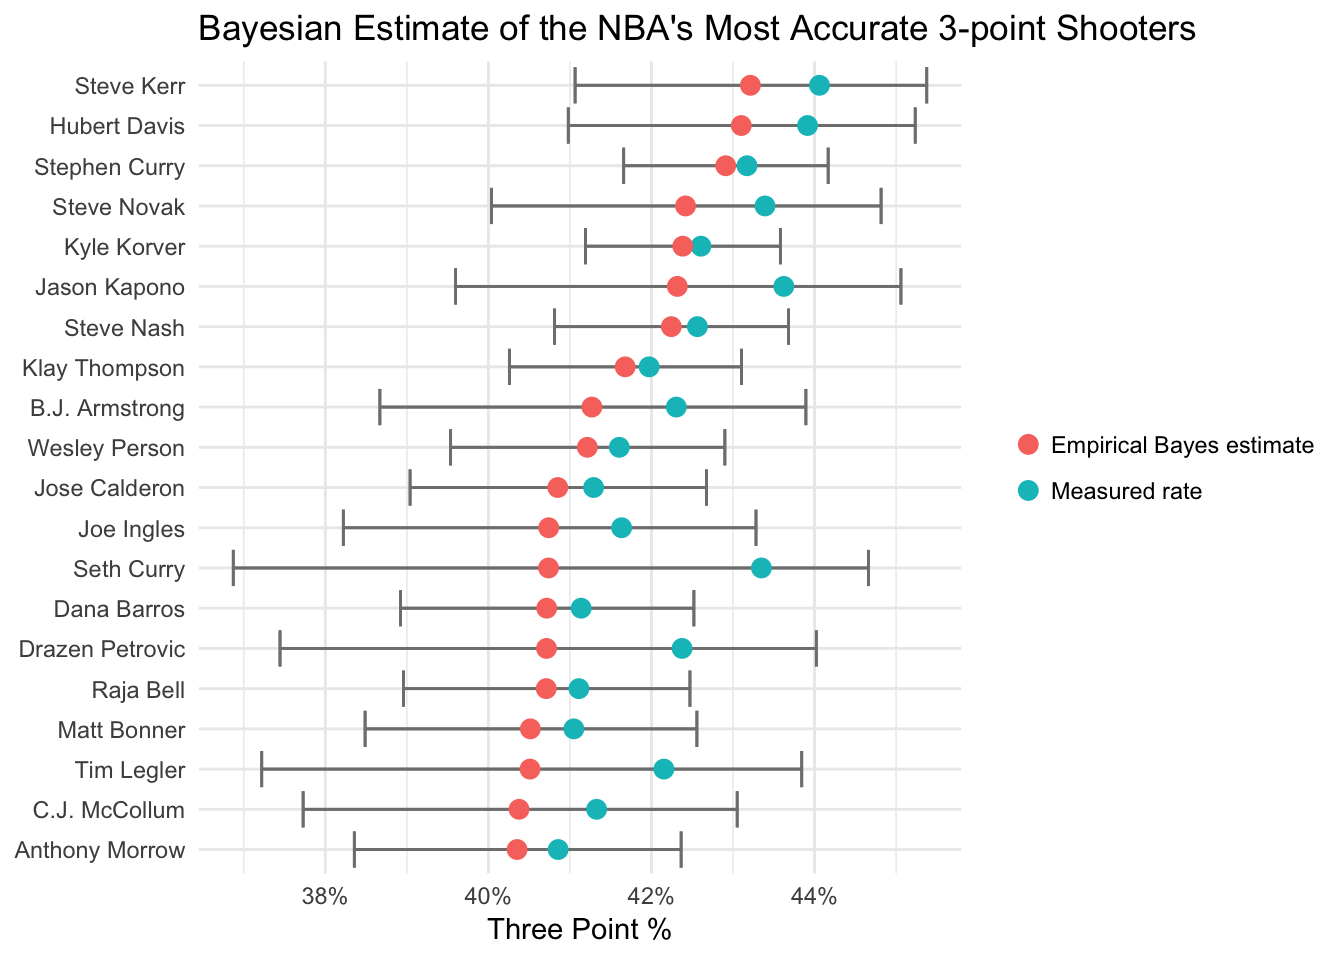 Bayesian Estimate of the NBA's Most Accurate 3-point Shooters
Steve Kerr
Hubert Davis
Stephen Curry
Steve Novak
Kyle Korver
Jason Kapono
Steve Nash
Klay Thompson
B.J. Armstrong
Wesley Person
Jose Calderon
Joe Ingles
Seth Curry
Dana Barros
Drazen Petrovic
Raja Bell
Matt Bonner
Tim Legler
C.J. McCollum
Anthony Morrow
38% 40% 42% 44%
Three Point %
Empirical Bayes estimate
Measured rate